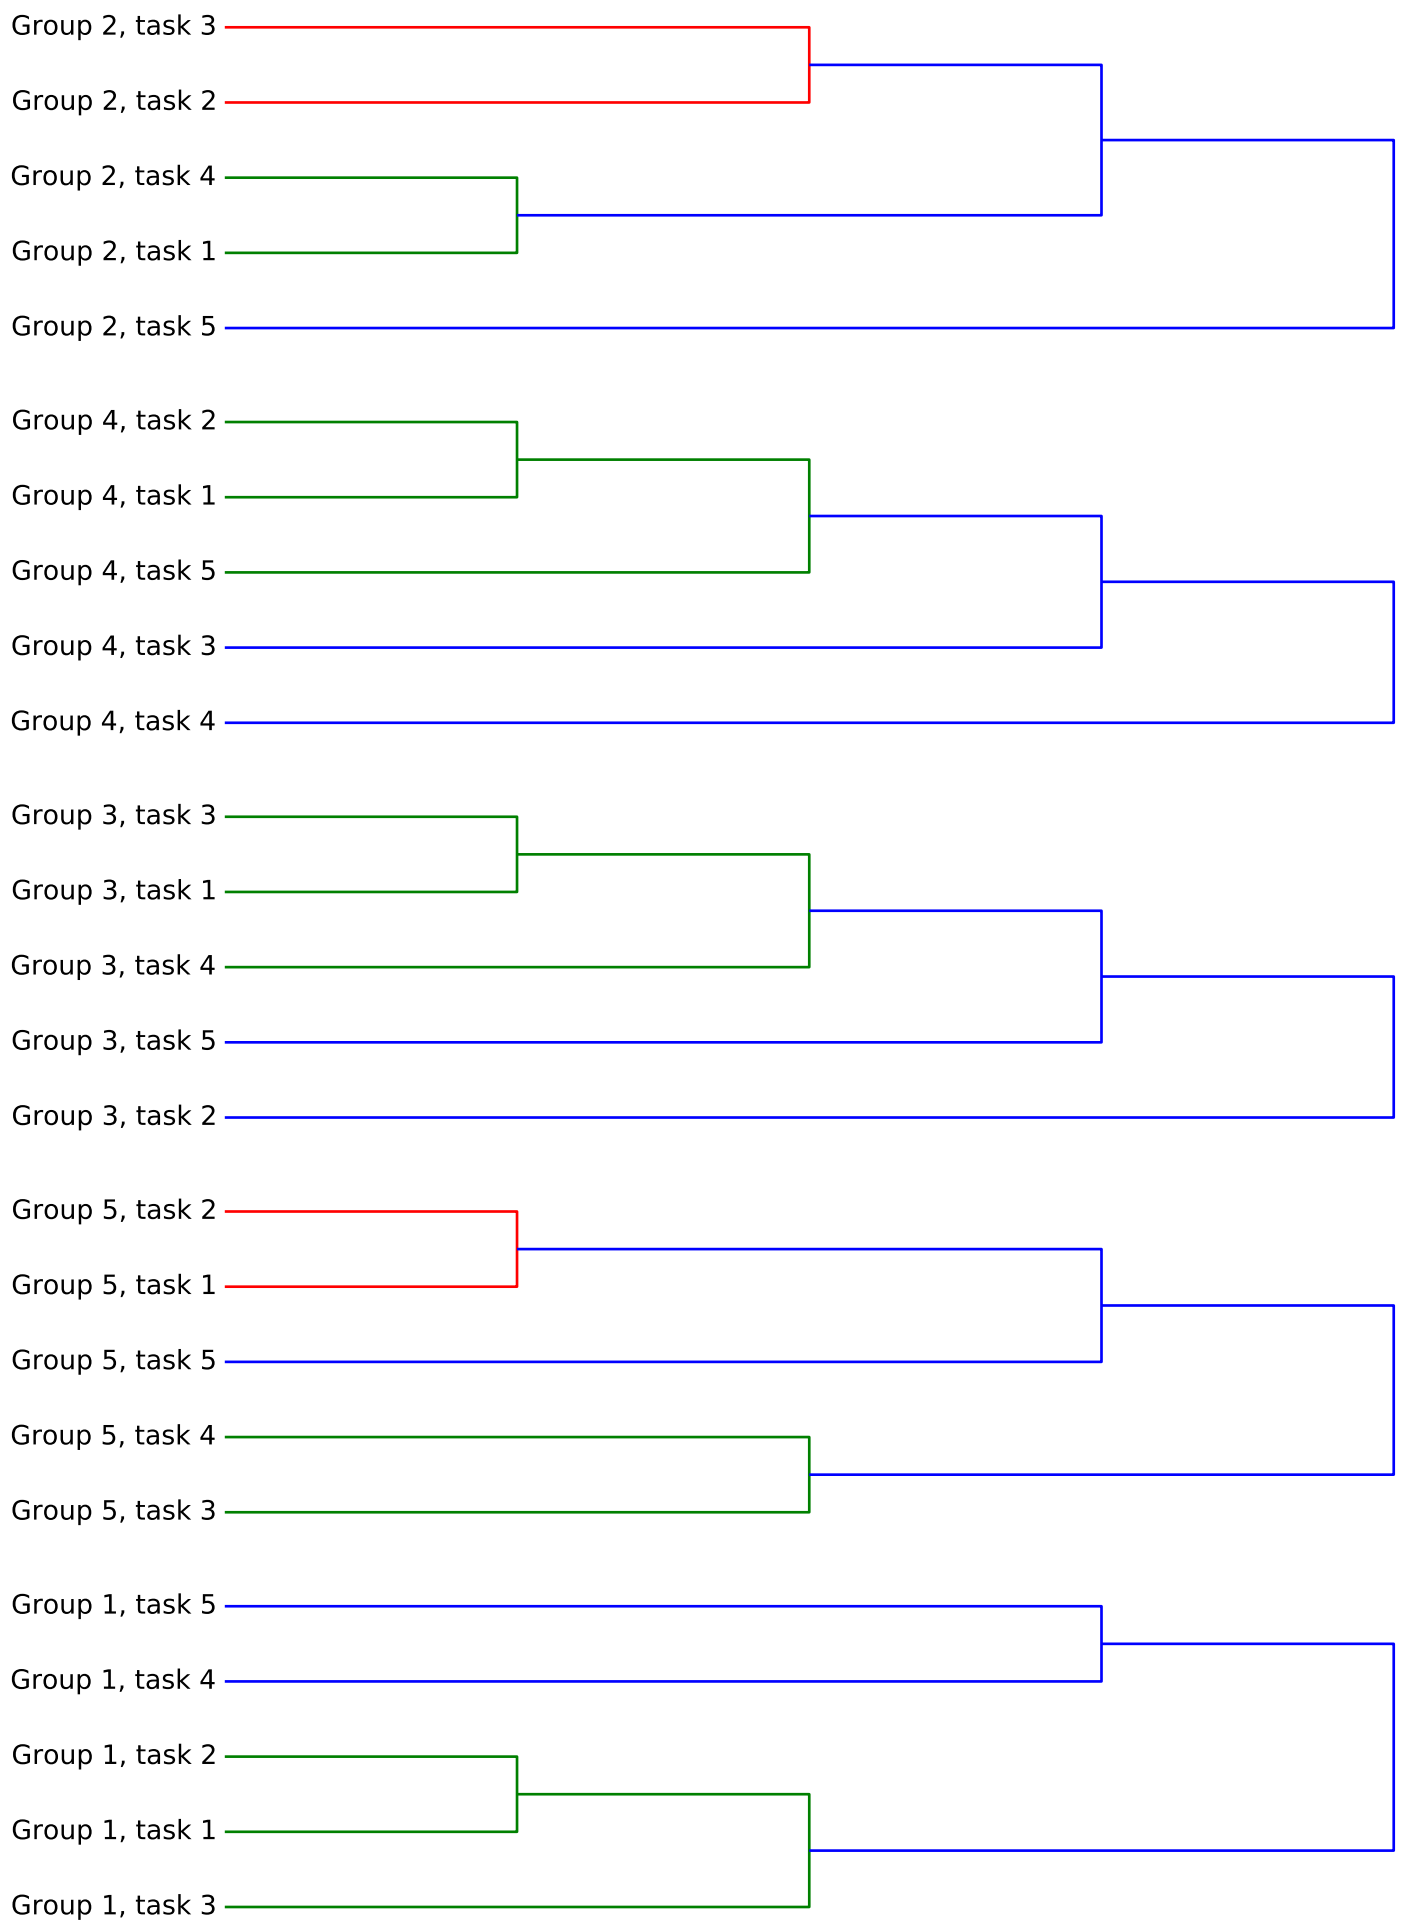 Group 2, task 3
Group 2, task 2
Group 2, task 4
Group 2, task 1
Group 2, task 5
Group 4, task 2
Group 4, task 1
Group 4, task 5
Group 4, task 3
Group 4, task 4
Group 3, task 3
Group 3, task 1
Group 3, task 4
Group 3, task 5
Group 3, task 2
Group 5, task 2
Group 5, task 1
Group 5, task 5
Group 5, task 4
Group 5, task 3
Group 1, task 5
Group 1, task 4
Group 1, task 2
Group 1, task 1
Group 1, task 3